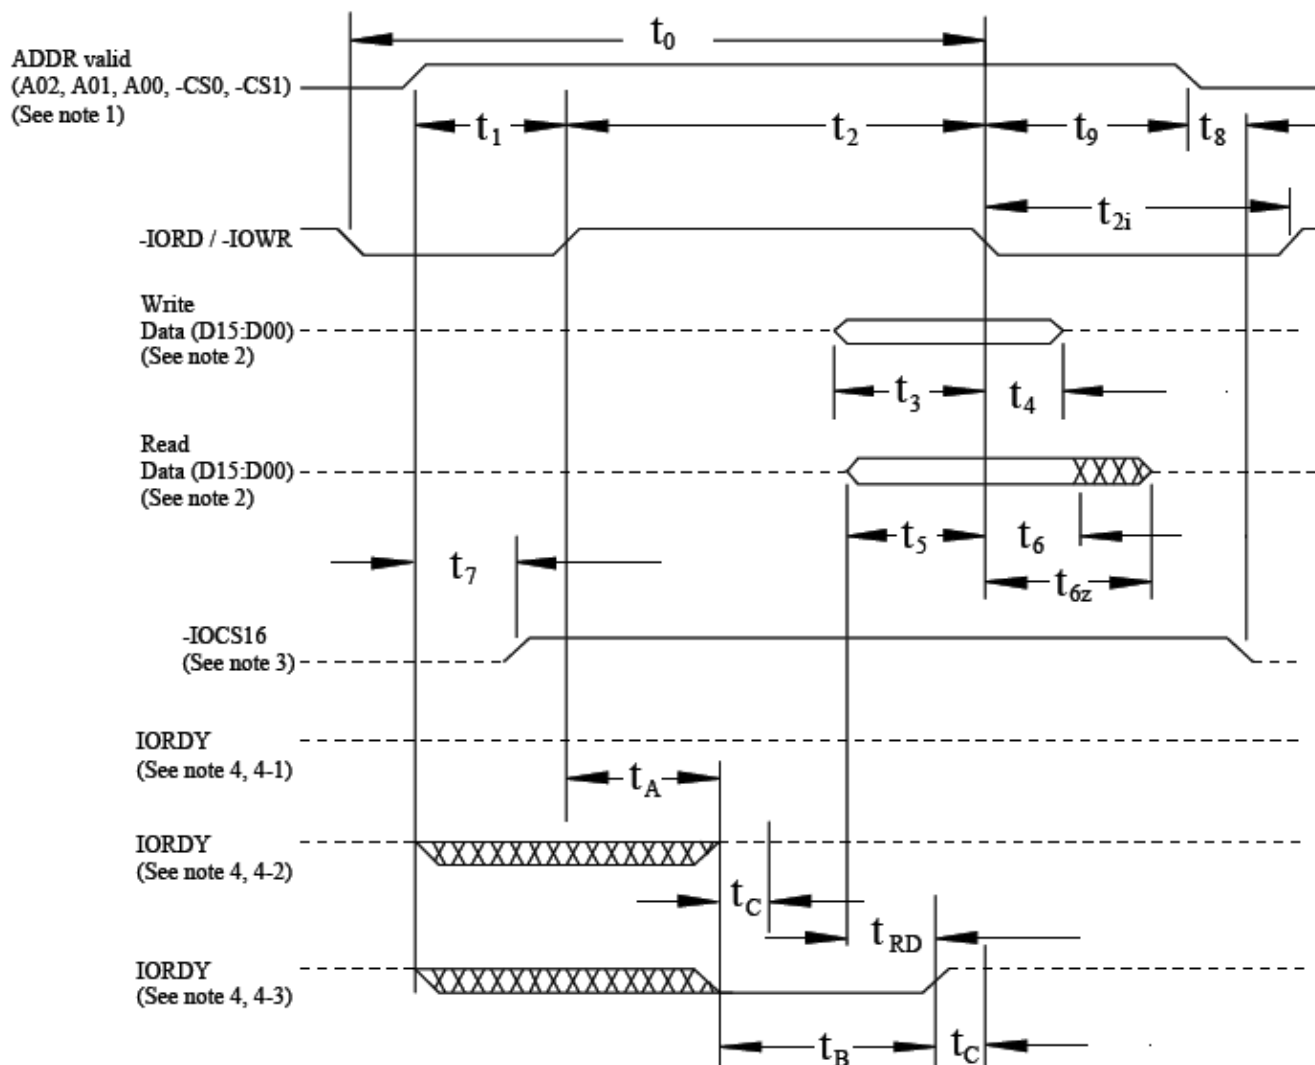 t0
ADDR valid
(A02, A01, A00, -CS0, -CS1)
(See note 1)
t1
t2
t9
t8
t2i
-IORD / -IOWR
Write
Data (D15:D00)
(See note 2)
t3
t4
Read
Data (D15:D00)
(See note 2)
t5
t6
t7
t6z
-IOCS16
(See note 3)
IORDY
(See note 4, 4-1)
tA
IORDY
(See note 4, 4-2)
tC
tRD
IORDY
(See note 4, 4-3)
tB
tC